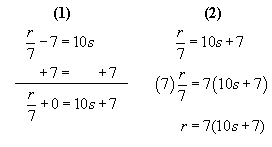 (1)
r/7 − 7 = 10s
+7 = +7
r/7 + 0 = 10s + 7
(2)
r/7 = 10s + 7
(7) r/7 = 7(10s + 7)
r = 7(10s + 7)